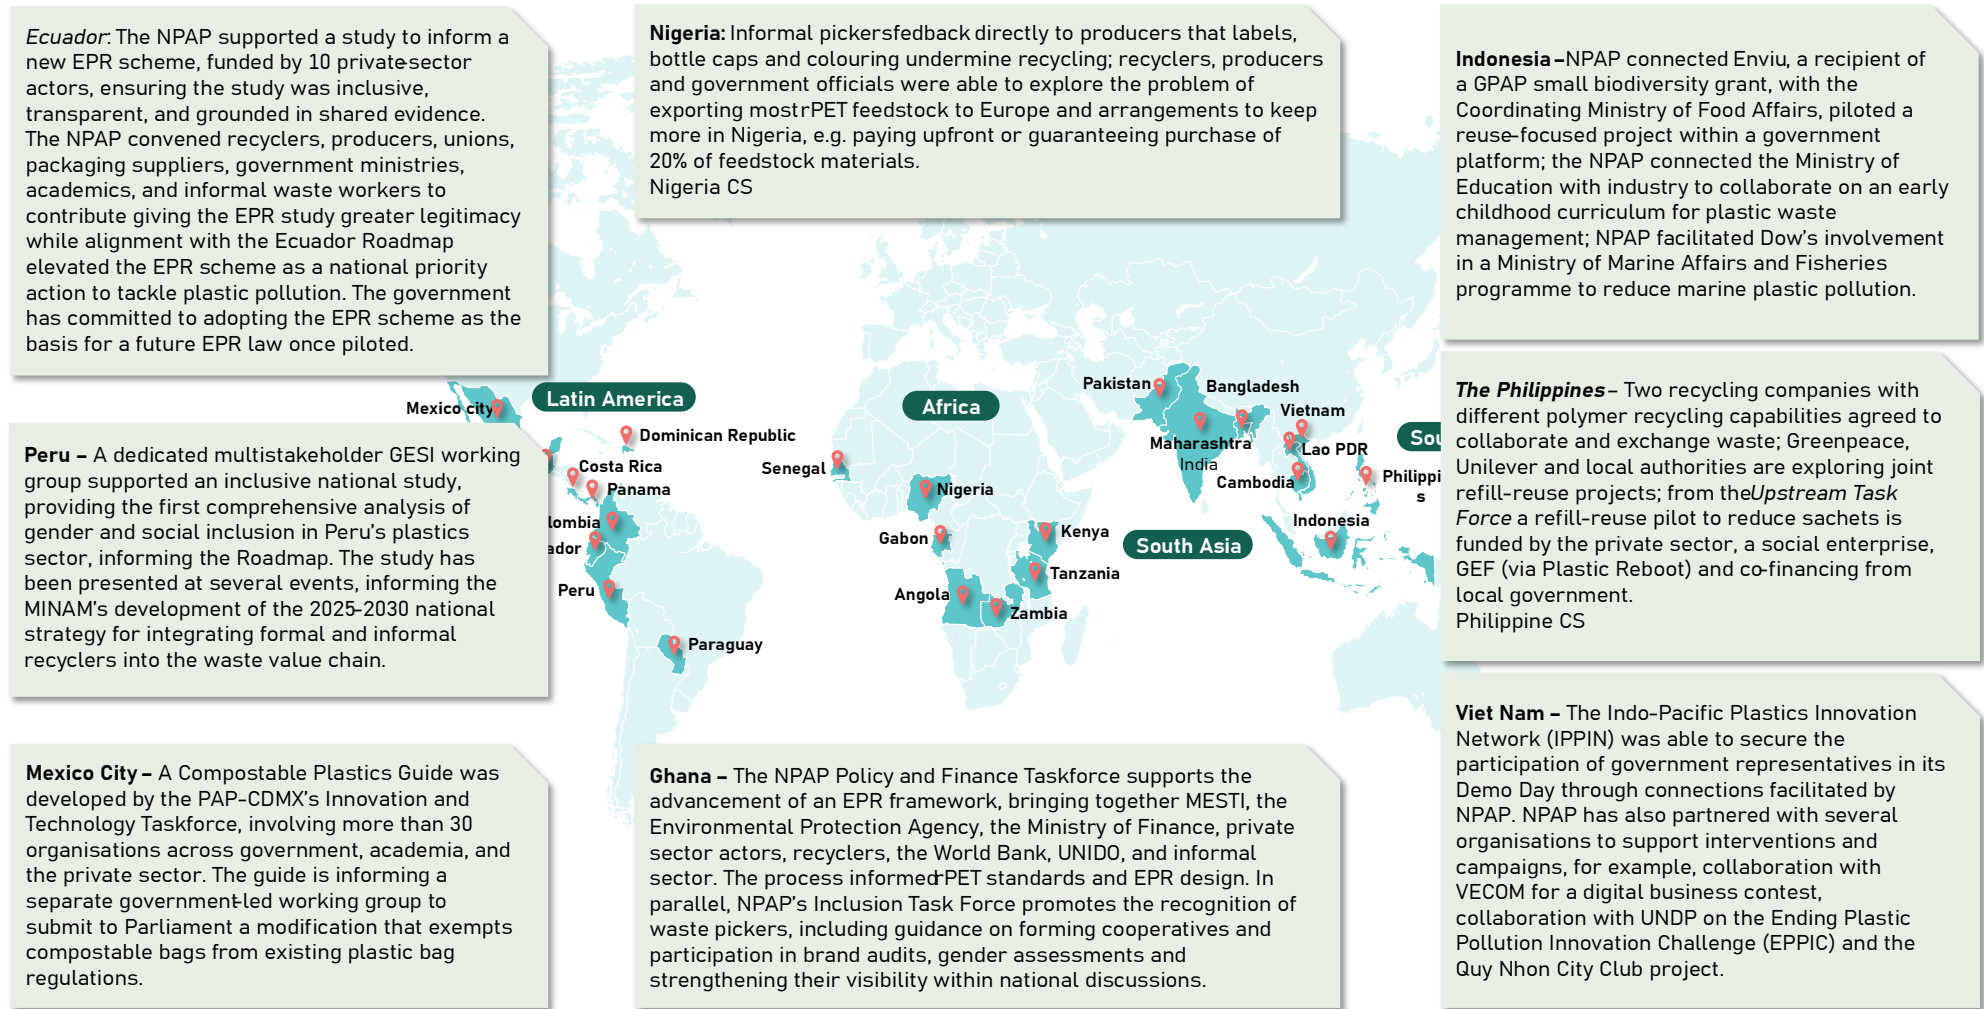 Ecuador: The NPAP supported a study to inform a
new EPR scheme, funded by 10 private-sector
actors, ensuring the study was inclusive,
transparent, and grounded in shared evidence.
The NPAP convened recyclers, producers, unions,
packaging suppliers, government ministries,
academics, and informal waste workers to
contribute giving the EPR study greater legitimacy
while alignment with the Ecuador Roadmap
elevated the EPR scheme as a national priority
action to tackle plastic pollution. The government
has committed to adopting the EPR scheme as the
basis for a future EPR law once piloted.
Nigeria: Informal pickersfedback directly to producers that labels,
bottle caps and colouring undermine recycling; recyclers, producers
and government officials were able to explore the problem of
exporting most rPET feedstock to Europe and arrangements to keep
more in Nigeria, e.g. paying upfront or guaranteeing purchase of
20% of feedstock materials.
Nigeria CS
Indonesia –NPAP connected Enviu, a recipient of
a GPAP small biodiversity grant, with the
Coordinating Ministry of Food Affairs, piloted a
reuse-focused project within a government
platform; the NPAP connected the Ministry of
Education with industry to collaborate on an early
childhood curriculum for plastic waste
management; NPAP facilitated Dow's involvement
in a Ministry of Marine Affairs and Fisheries
programme to reduce marine plastic pollution.
Mexico city
Latin America
Dominican Republic
Costa Rica
Panama
lombia
ador
Peru
Paraguay
Africa
Senegal
Nigeria
Gabon
Kenya
Tanzania
Angola
Zambia
Pakistan
Bangladesh
Vietnam
Maharashtra
India
Lao PDR
Cambodia
Philippi
s
Indonesia
South Asia
Sou
Peru – A dedicated multistakeholder GESI working
group supported an inclusive national study,
providing the first comprehensive analysis of
gender and social inclusion in Peru's plastics
sector, informing the Roadmap. The study has
been presented at several events, informing the
MINAM's development of the 2025-2030 national
strategy for integrating formal and informal
recyclers into the waste value chain.
The Philippines – Two recycling companies with
different polymer recycling capabilities agreed to
collaborate and exchange waste; Greenpeace,
Unilever and local authorities are exploring joint
refill-reuse projects; from the Upstream Task
Force a refill-reuse pilot to reduce sachets is
funded by the private sector, a social enterprise,
GEF (via Plastic Reboot) and co-financing from
local government.
Philippine CS
Mexico City – A Compostable Plastics Guide was
developed by the PAP-CDMX's Innovation and
Technology Taskforce, involving more than 30
organisations across government, academia, and
the private sector. The guide is informing a
separate government-led working group to
submit to Parliament a modification that exempts
compostable bags from existing plastic bag
regulations.
Ghana – The NPAP Policy and Finance Taskforce supports the
advancement of an EPR framework, bringing together MESTI, the
Environmental Protection Agency, the Ministry of Finance, private
sector actors, recyclers, the World Bank, UNIDO, and informal
sector. The process informed rPET standards and EPR design. In
parallel, NPAP's Inclusion Task Force promotes the recognition of
waste pickers, including guidance on forming cooperatives and
participation in brand audits, gender assessments and
strengthening their visibility within national discussions.
Viet Nam – The Indo-Pacific Plastics Innovation
Network (IPPIN) was able to secure the
participation of government representatives in its
Demo Day through connections facilitated by
NPAP. NPAP has also partnered with several
organisations to support interventions and
campaigns, for example, collaboration with
VECOM for a digital business contest,
collaboration with UNDP on the Ending Plastic
Pollution Innovation Challenge (EPPIC) and the
Quy Nhon City Club project.